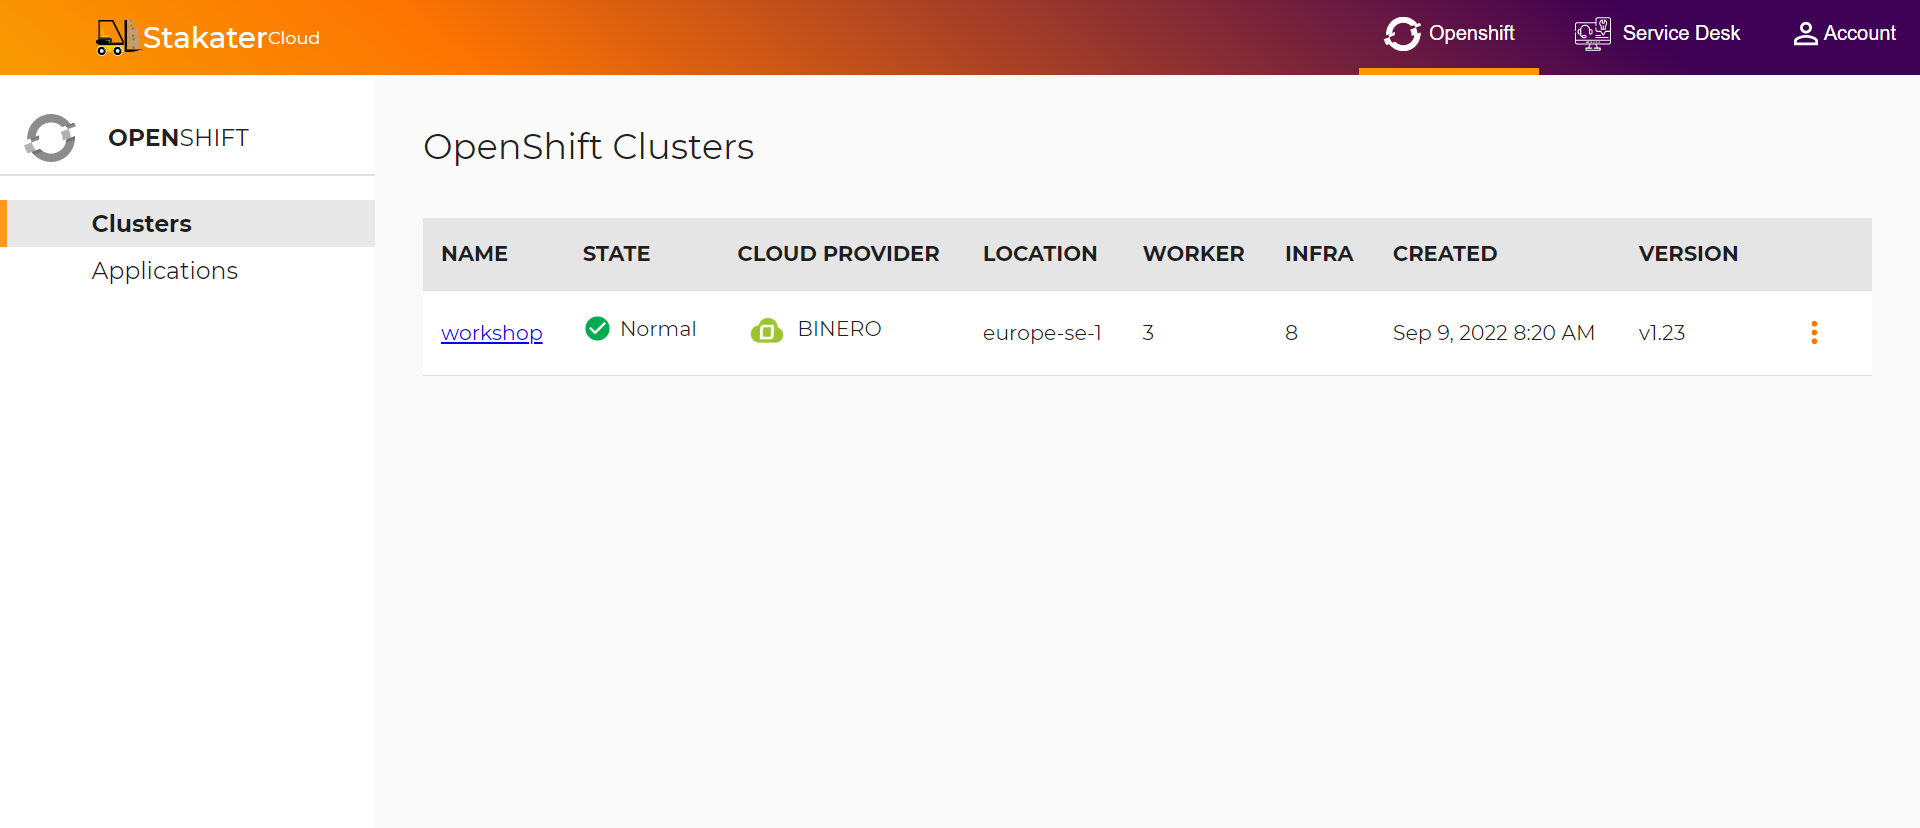 StakaterCloud
Openshift
Service Desk
Account
OPENSHIFT
Clusters
Applications
OpenShift Clusters
NAME STATE CLOUD PROVIDER LOCATION WORKER INFRA CREATED VERSION
workshop Normal BINERO europe-se-1 3 8 Sep 9, 2022 8:20 AM v1.23